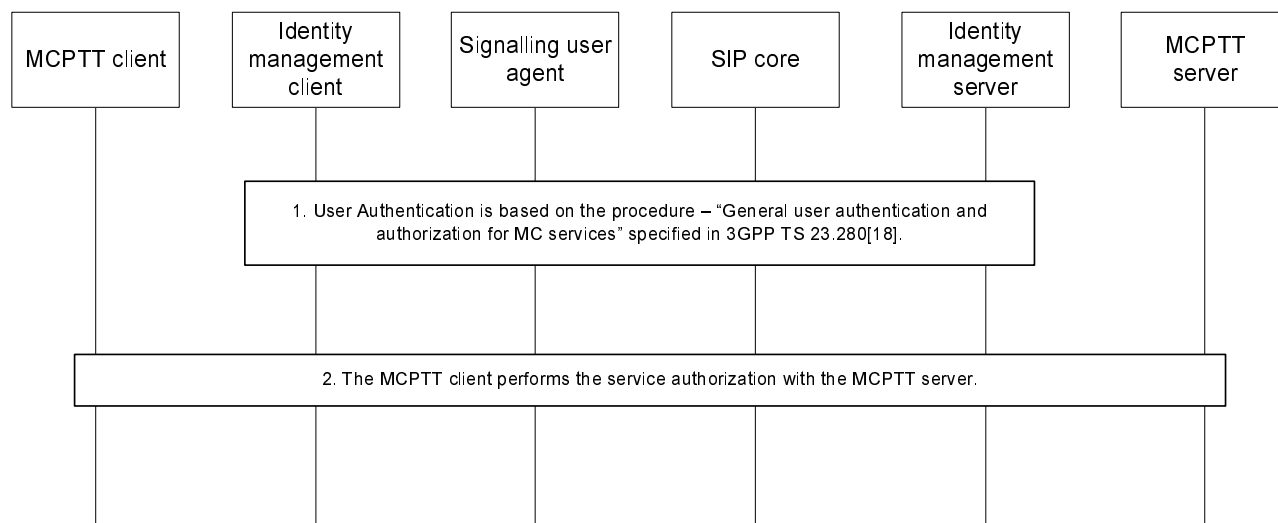 MCPTT client
Identity
management
client
Signalling user
agent
SIP core
Identity
management
server
MCPTT
server
1. User Authentication is based on the procedure – “General user authentication and
authorization for MC services” specified in 3GPP TS 23.280[18].
2. The MCPTT client performs the service authorization with the MCPTT server.